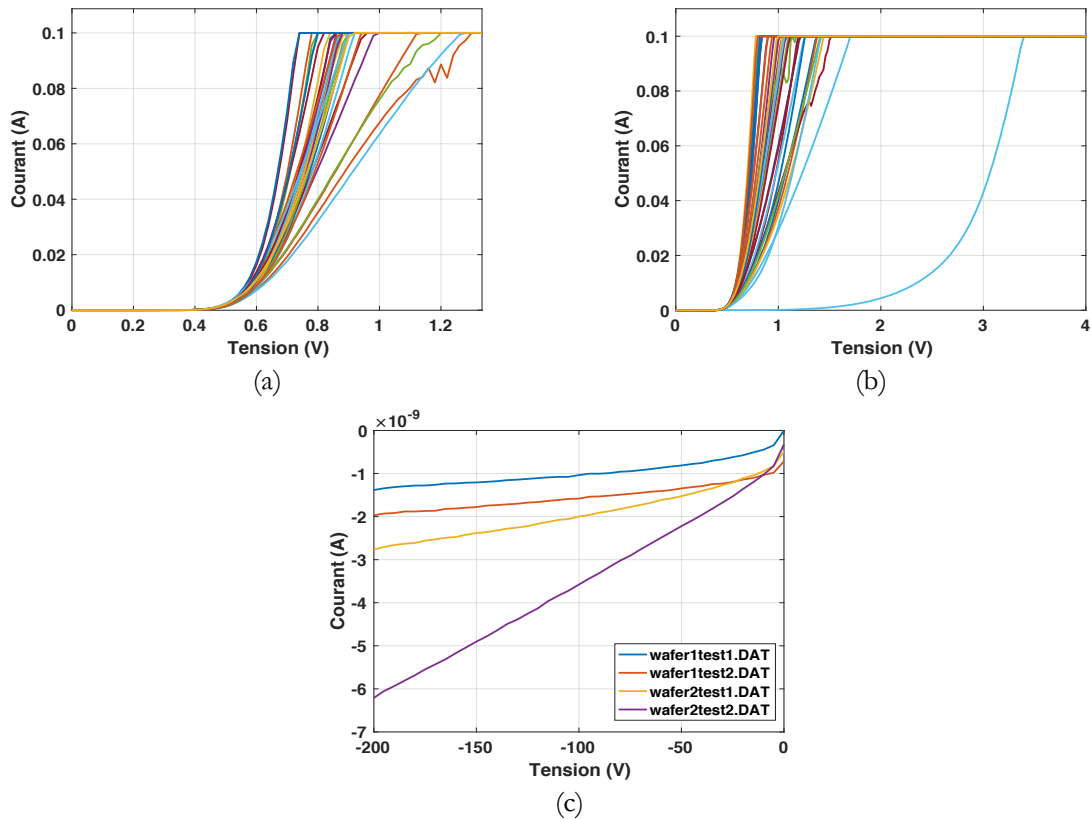 0.1
0.08
0.06
0.04
0.02
0
Courant (A)
0 0.2 0.4 0.6 0.8 1 1.2
Tension (V)
(a)
0.1
0.08
0.06
0.04
0.02
0
Courant (A)
0 1 2 3 4
Tension (V)
(b)
×10-9
0
-1
-2
-3
-4
-5
-6
-7
Courant (A)
wafer1test1.DAT
wafer1test2.DAT
wafer2test1.DAT
wafer2test2.DAT
-200 -150 -100 -50 0
Tension (V)
(c)